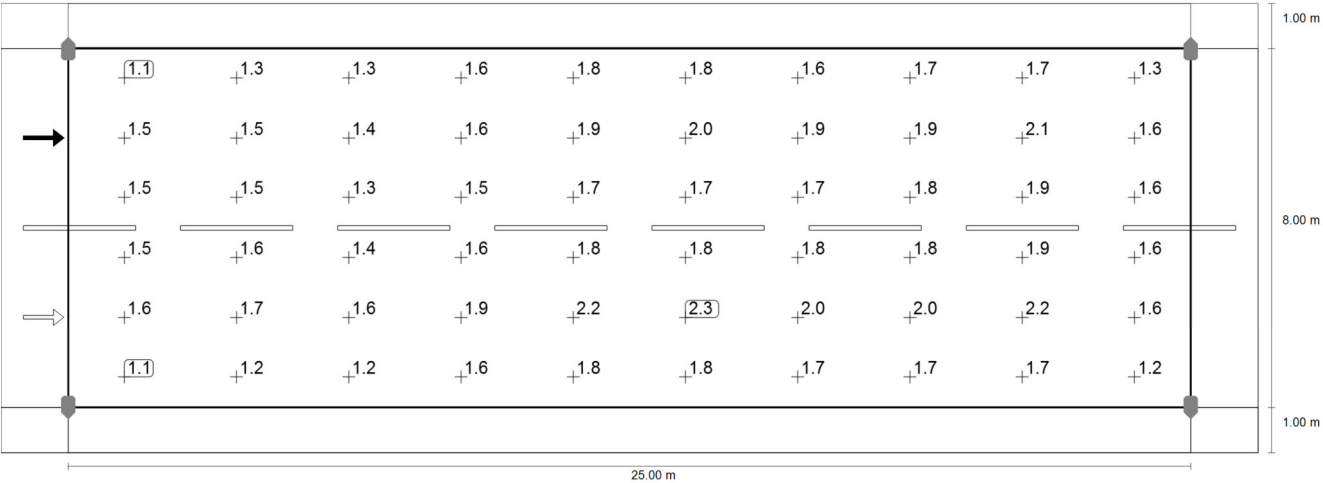 1.00 m
1.1 1.3 1.3 1.6 1.8 1.8 1.6 1.7 1.7 1.3
1.5 1.5 1.4 1.6 1.9 2.0 1.9 1.9 2.1 1.6
1.5 1.5 1.3 1.5 1.7 1.7 1.7 1.8 1.9 1.6
8.00 m
1.5 1.6 1.4 1.6 1.8 1.8 1.8 1.8 1.9 1.6
1.6 1.7 1.6 1.9 2.2 2.3 2.0 2.0 2.2 1.6
1.1 1.2 1.2 1.6 1.8 1.8 1.7 1.7 1.7 1.2
1.00 m
25.00 m